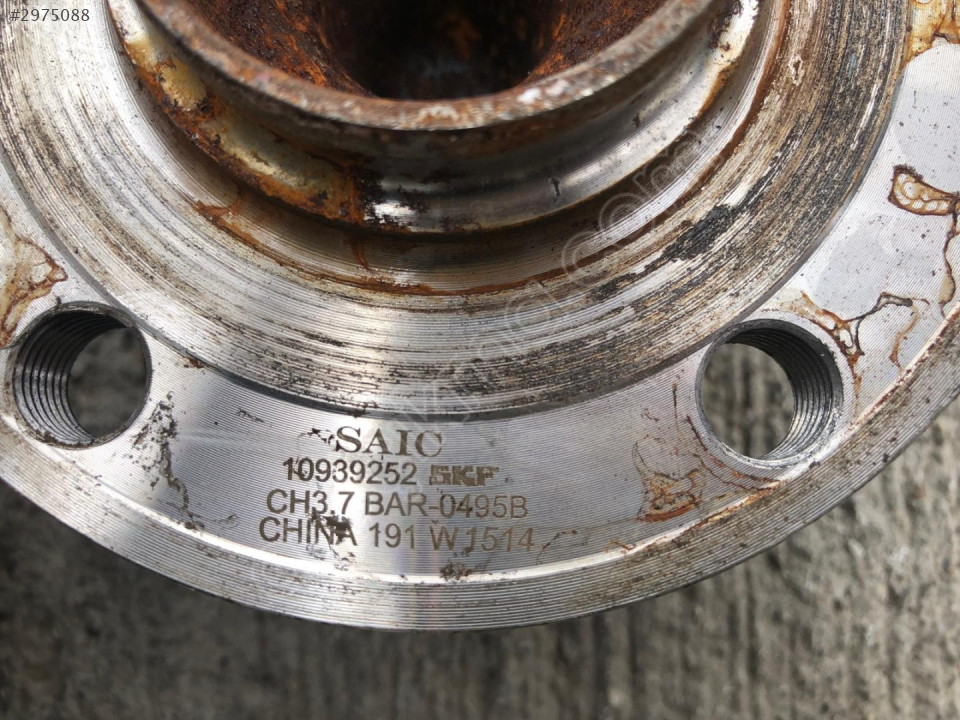 #2975088
SAIC
10939252 SKF
CH3.7 BAR-0495B
CHINA 191 W1514